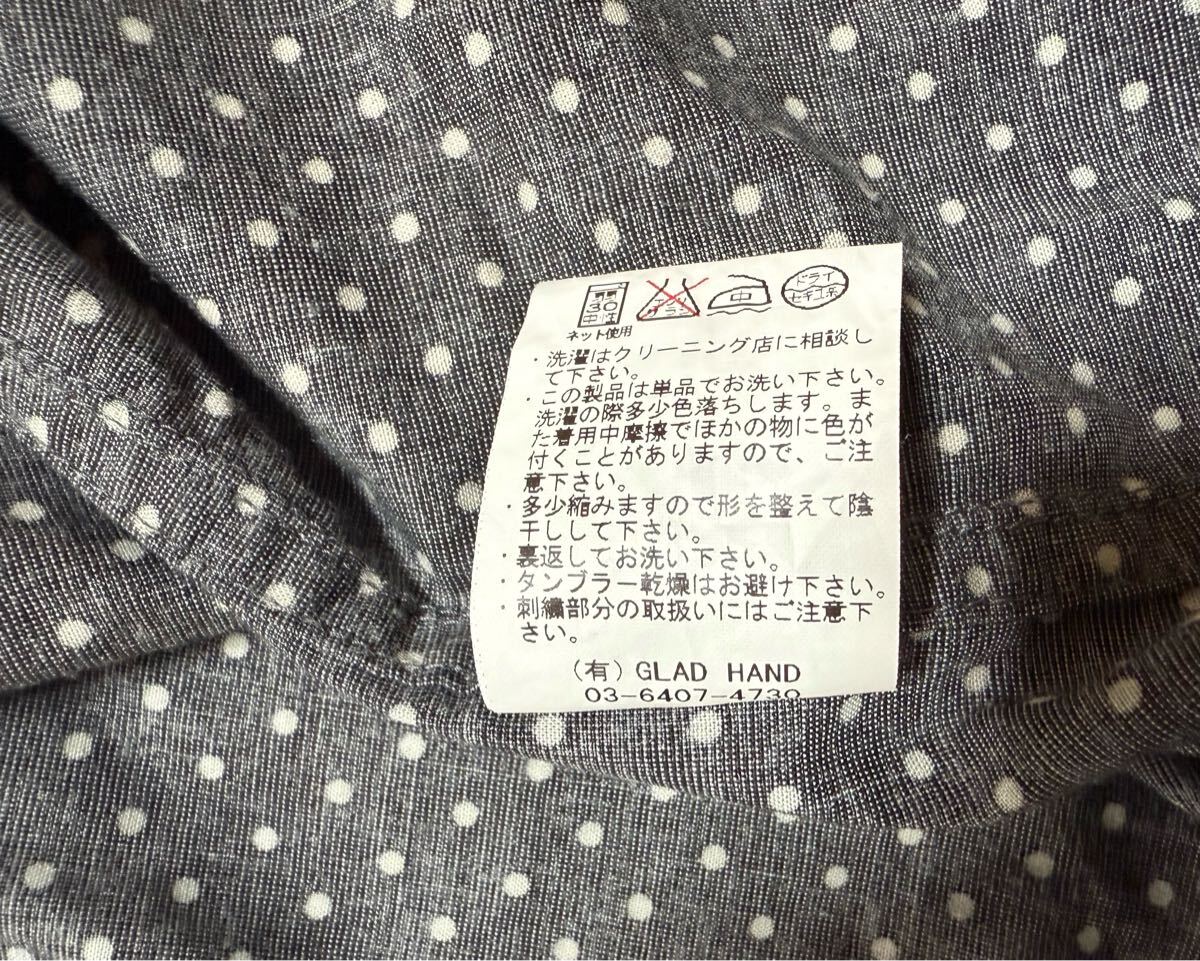 30 エンソ 中 ドライ
中性 サラシ セキユ系
ネット使用
・洗濯はクリーニング店に相談し
て下さい。
・この製品は単品でお洗い下さい。
洗濯の際多少色落ちします。ま
た着用中摩擦でほかの物に色が
付くことがありますので、ご注
意下さい。
・多少縮みますので形を整えて陰
干しして下さい。
・裏返してお洗い下さい。
・タンブラー乾燥はお避け下さい。
・刺繍部分の取扱いにはご注意下
さい。
(有) GLAD HAND
03-6407-4730